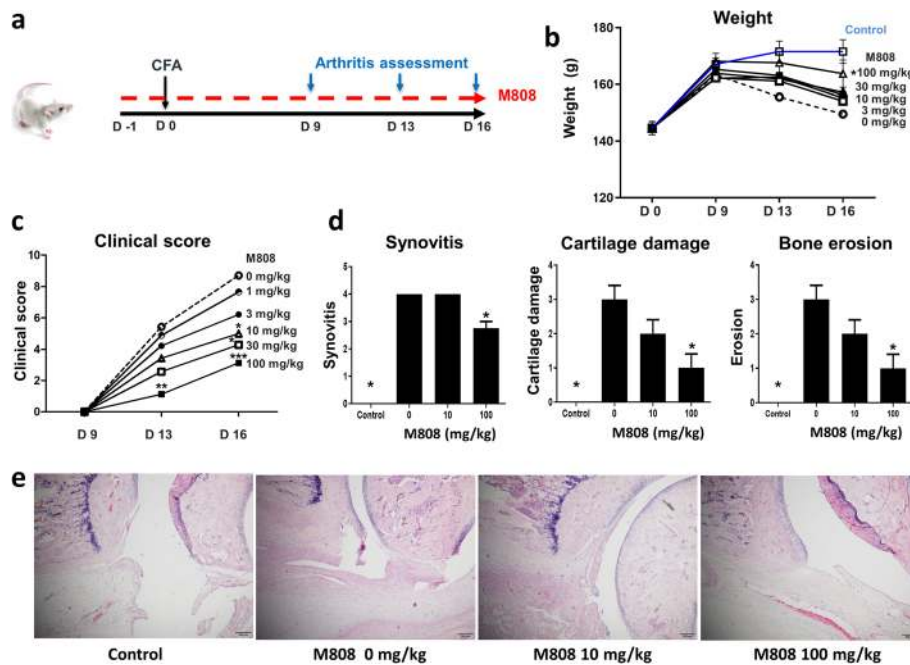 a
CFA
Arthritis assessment
M808
D -1
D 0
D 9
D 13
D 16
b
Weight
Control
M808
*100 mg/kg
30 mg/kg
10 mg/kg
3 mg/kg
0 mg/kg
Weight (g)
180
160
140
120
D 0
D 9
D 13
D 16
c
Clinical score
M808
0 mg/kg
1 mg/kg
3 mg/kg
* 10 mg/kg
* 30 mg/kg
*** 100 mg/kg
**
Clinical score
10
8
6
4
2
0
D 9
D 13
D 16
d
Synovitis
Synovitis
5
4
3
2
1
0
*
*
Control
0
10
100
M808 (mg/kg)
Cartilage damage
Cartilage damage
4
3
2
1
0
*
*
Control
0
10
100
M808 (mg/kg)
Bone erosion
Erosion
4
3
2
1
0
*
*
Control
0
10
100
M808 (mg/kg)
e
Control
M808 0 mg/kg
M808 10 mg/kg
M808 100 mg/kg